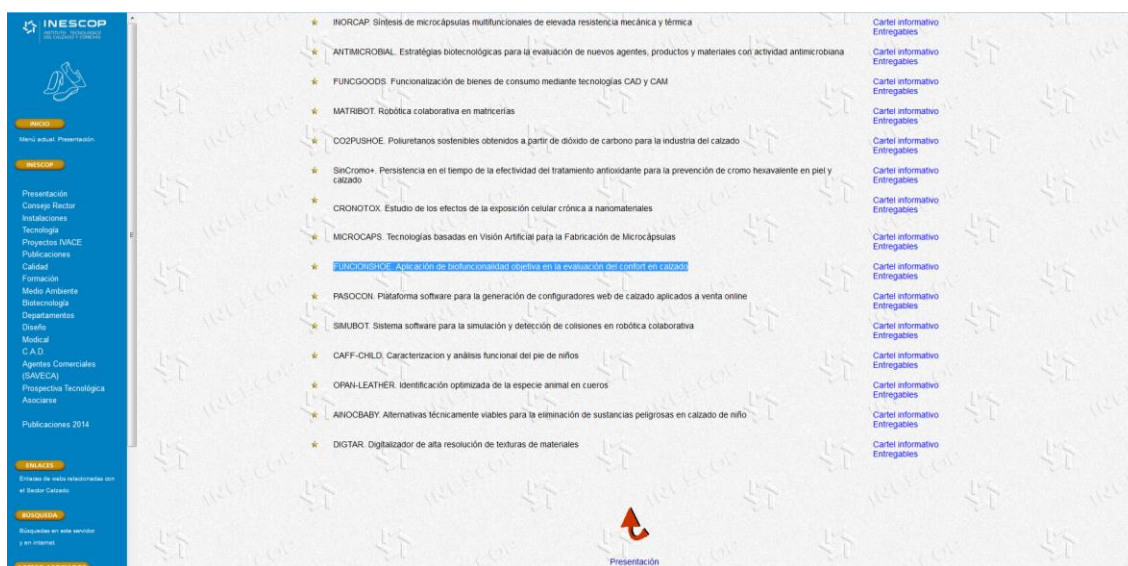 INESCOP
INSTITUTO TECNOLÓGICO
DEL CALZADO Y CONEXAS
INICIO
Menú actual: Presentación.
INESCOP
Presentación
Consejo Rector
Instalaciones
Tecnología
Proyectos IVACE
Publicaciones
Calidad
Formación
Medio Ambiente
Biotecnología
Departamentos
Diseño
Modical
C.A.D.
Agentes Comerciales
(SAVECA)
Prospectiva Tecnológica
Asociarse
Publicaciones 2014
ENLACES
Enlaces de webs relacionadas con
el Sector Calzado
BÚSQUEDA
Búsquedas en este servidor
y en internet
INORCAP. Síntesis de microcápsulas multifuncionales de elevada resistencia mecánica y térmica
Cartel informativo
Entregables
ANTIMICROBIAL. Estratégias biotecnológicas para la evaluación de nuevos agentes, productos y materiales con actividad antimicrobiana
Cartel informativo
Entregables
FUNCGOODS. Funcionalización de bienes de consumo mediante tecnologías CAD y CAM
Cartel informativo
Entregables
MATRIBOT. Robótica colaborativa en matricerías
Cartel informativo
Entregables
CO2PUSHOE. Poliuretanos sostenibles obtenidos a partir de dióxido de carbono para la industria del calzado
Cartel informativo
Entregables
SinCromo+. Persistencia en el tiempo de la efectividad del tratamiento antioxidante para la prevención de cromo hexavalente en piel y
calzado
Cartel informativo
Entregables
CRONOTOX. Estudio de los efectos de la exposición celular crónica a nanomateriales
Cartel informativo
Entregables
MICROCAPS. Tecnologías basadas en Visión Artificial para la Fabricación de Microcápsulas
Cartel informativo
Entregables
FUNCIONSHOE. Aplicación de biofuncionalidad objetiva en la evaluación del confort en calzado
Cartel informativo
Entregables
PASOCON. Plataforma software para la generación de configuradores web de calzado aplicados a venta online
Cartel informativo
Entregables
SIMUBOT. Sistema software para la simulación y detección de colisiones en robótica colaborativa
Cartel informativo
Entregables
CAFF-CHILD. Caracterizacion y análisis funcional del pie de niños
Cartel informativo
Entregables
OPAN-LEATHER. Identificación optimizada de la especie animal en cueros
Cartel informativo
Entregables
AINOCBABY. Alternativas técnicamente viables para la eliminación de sustancias peligrosas en calzado de niño
Cartel informativo
Entregables
DIGTAR. Digitalizador de alta resolución de texturas de materiales
Cartel informativo
Entregables
Presentación